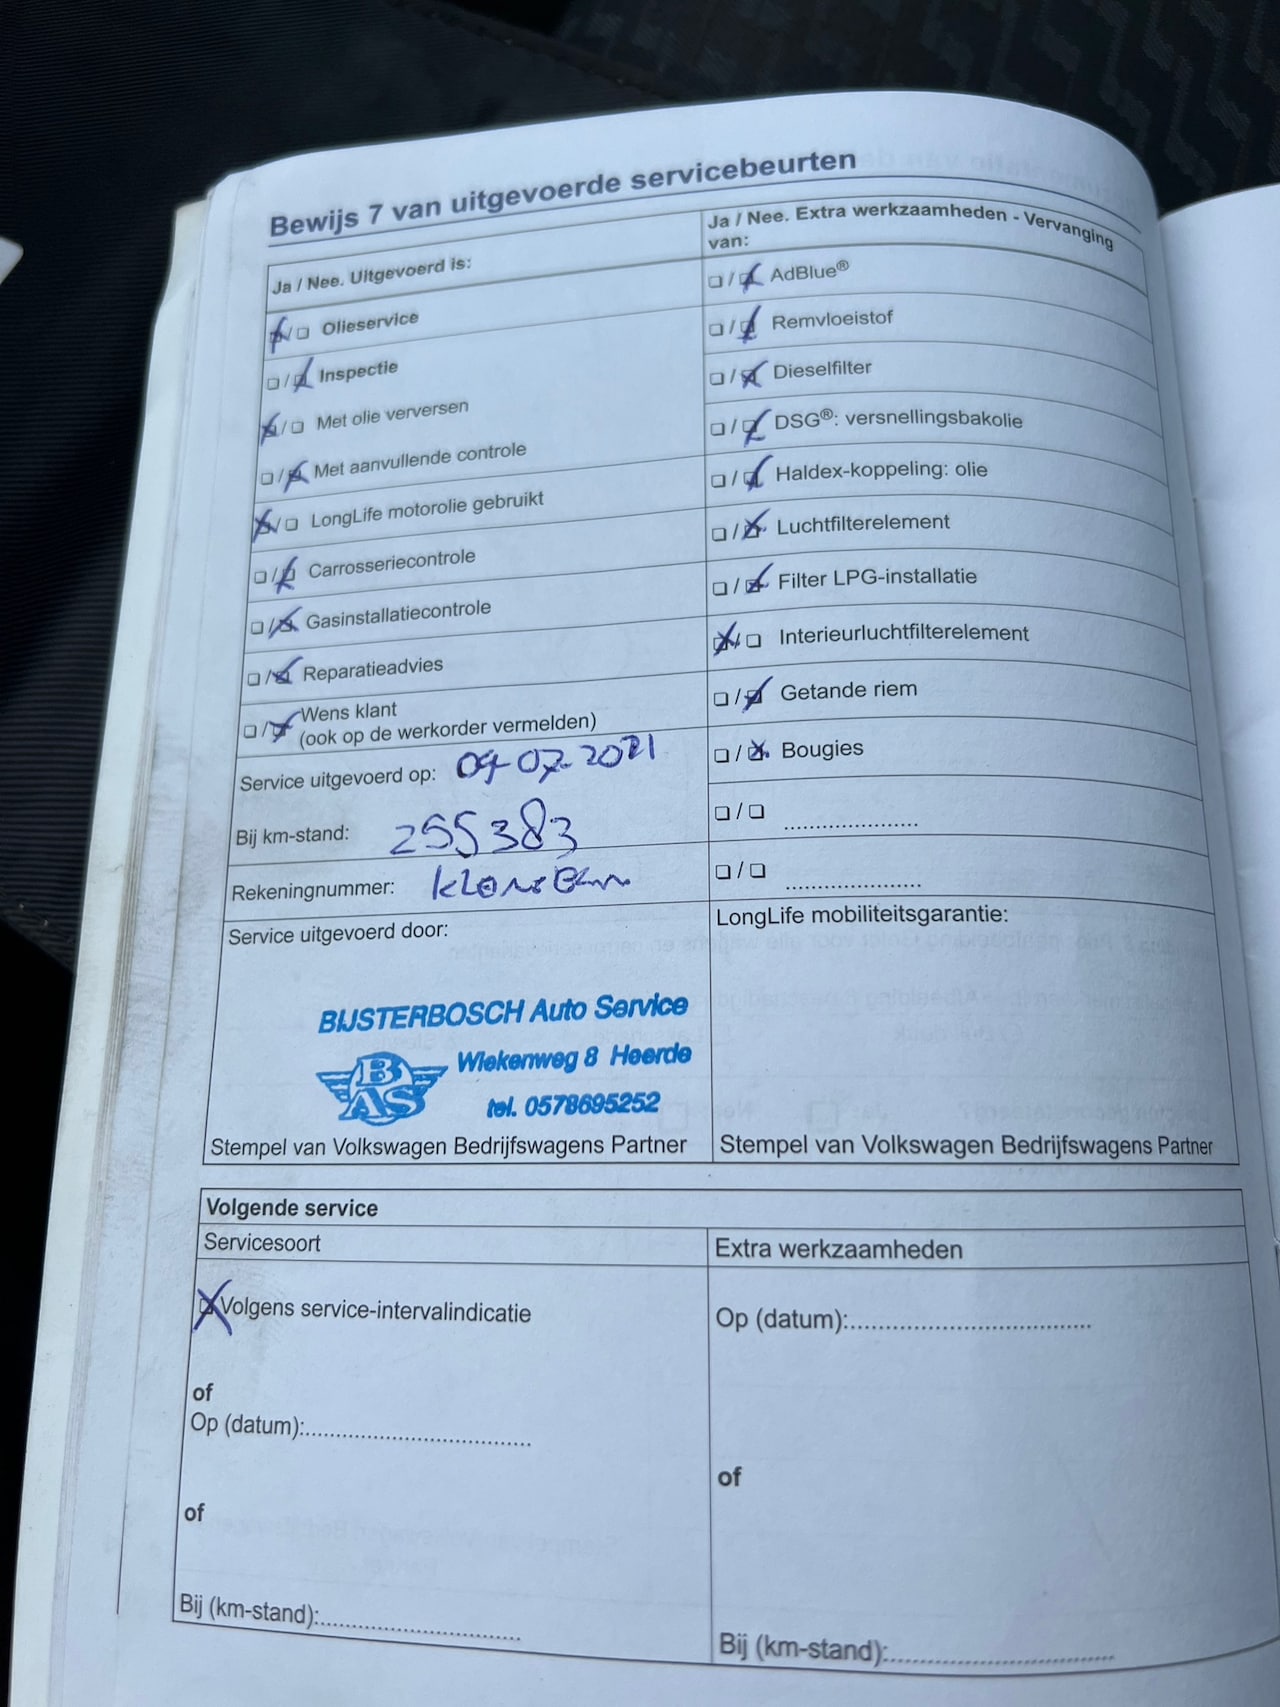 Bewijs 7 van uitgevoerde servicebeurten
Ja / Nee. Uitgevoerd is:
☒/☐ Olieservice
☐/☒ Inspectie
☒/☐ Met olie verversen
☐/☒ Met aanvullende controle
☒/☐ LongLife motorolie gebruikt
☐/☒ Carrosseriecontrole
☐/☒ Gasinstallatiecontrole
☐/☒ Reparatieadvies
☐/☒ Wens klant
(ook op de werkorder vermelden)
Service uitgevoerd op: 09-07-2021
Bij km-stand: 255383
Rekeningnummer:
Service uitgevoerd door:
BIJSTERBOSCH Auto Service
Wiekenweg 8 Heerde
BAS
tel. 0578695252
Stempel van Volkswagen Bedrijfswagens Partner
Ja / Nee. Extra werkzaamheden - Vervanging
van:
☐/☒ AdBlue®
☐/☒ Remvloeistof
☐/☒ Dieselfilter
☐/☒ DSG®: versnellingsbakolie
☐/☒ Haldex-koppeling: olie
☐/☒ Luchtfilterelement
☐/☒ Filter LPG-installatie
☒/☐ Interieurluchtfilterelement
☐/☒ Getande riem
☐/☒ Bougies
☐/☐ ....................
☐/☐ ....................
LongLife mobiliteitsgarantie:
Stempel van Volkswagen Bedrijfswagens Partner
Volgende service
Servicesoort
☒ Volgens service-intervalindicatie
of
Op (datum):..................................
of
Bij (km-stand):..............................
Extra werkzaamheden
Op (datum):....................................
of
Bij (km-stand):..................................